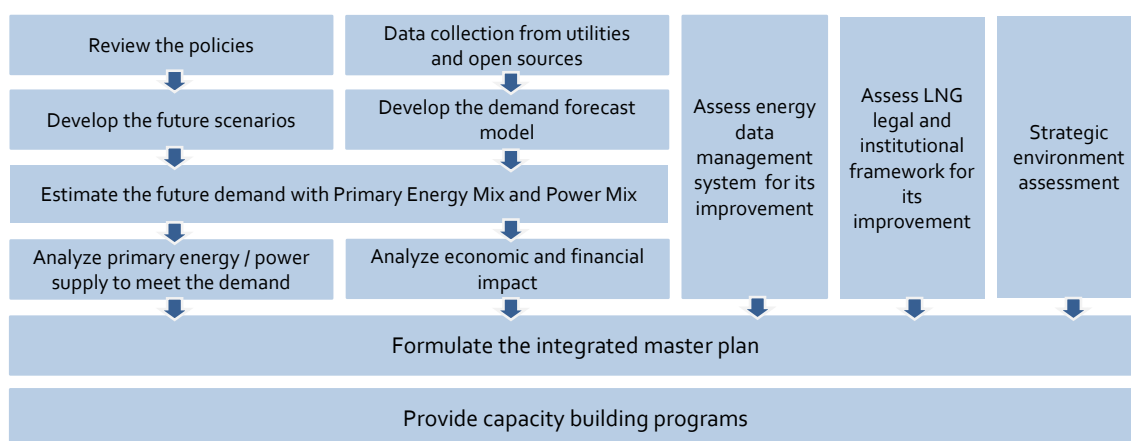 Review the policies
Data collection from utilities
and open sources
Develop the future scenarios
Develop the demand forecast
model
Estimate the future demand with Primary Energy Mix and Power Mix
Analyze primary energy / power
supply to meet the demand
Analyze economic and financial
impact
Assess energy
data
management
system for its
improvement
Assess LNG
legal and
institutional
framework for
its
improvement
Strategic
environment
assessment
Formulate the integrated master plan
Provide capacity building programs